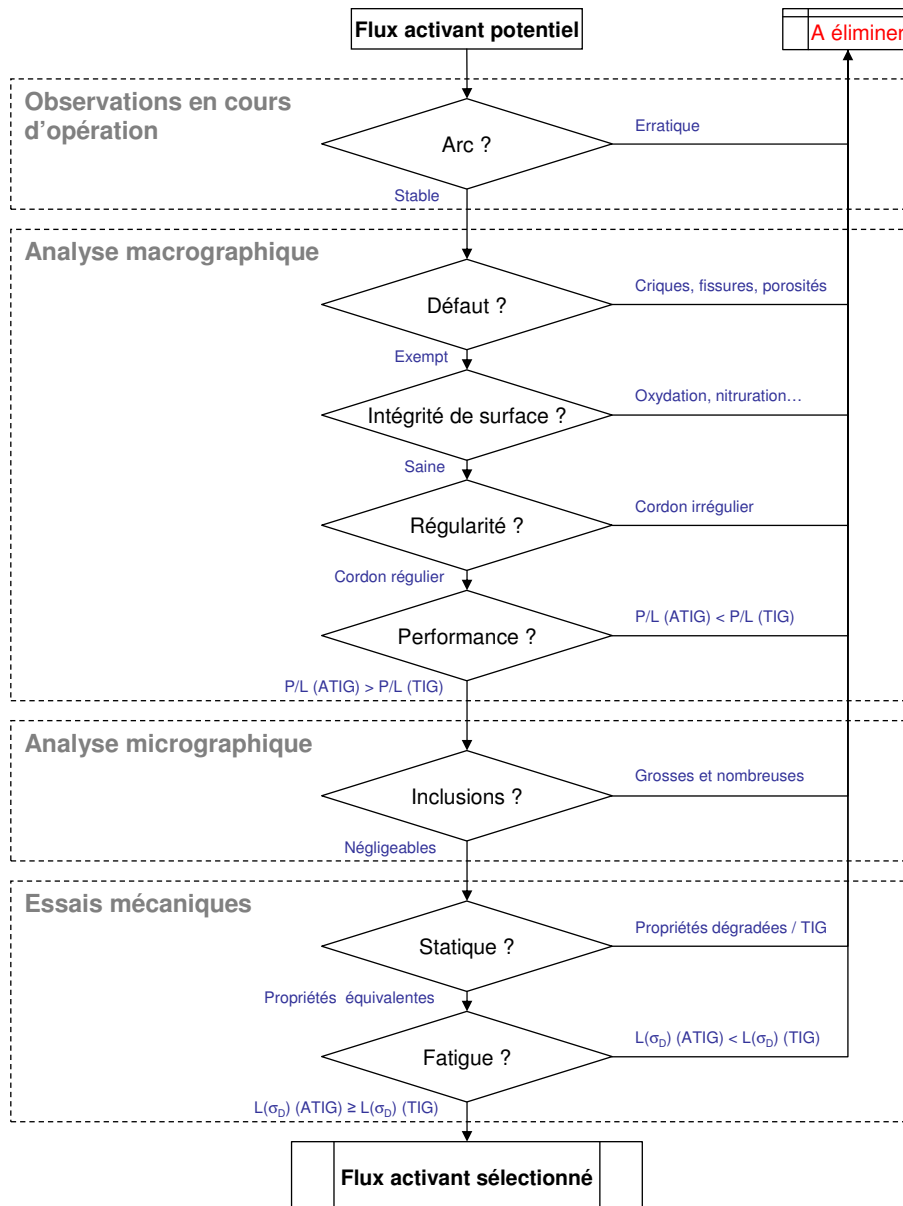 Flux activant potentiel
A éliminer
Observations en cours
d'opération
Arc ?
Erratique
Stable
Analyse macrographique
Défaut ?
Criques, fissures, porosités
Exempt
Intégrité de surface ?
Oxydation, nitruration…
Saine
Régularité ?
Cordon irrégulier
Cordon régulier
Performance ?
P/L (ATIG) < P/L (TIG)
P/L (ATIG) > P/L (TIG)
Analyse micrographique
Inclusions ?
Grosses et nombreuses
Négligeables
Essais mécaniques
Statique ?
Propriétés dégradées / TIG
Propriétés équivalentes
Fatigue ?
L(σD) (ATIG) < L(σD) (TIG)
L(σD) (ATIG) ≥ L(σD) (TIG)
Flux activant sélectionné